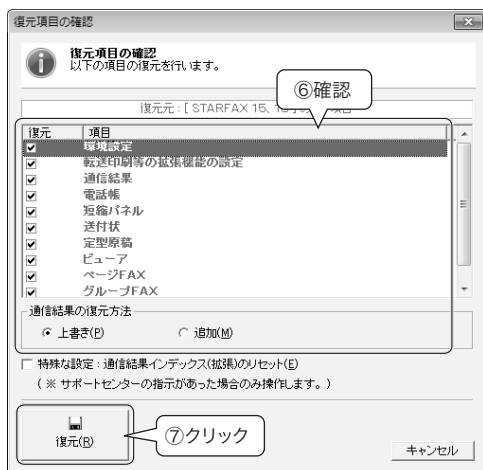 復元項目の確認
復元項目の確認
以下の項目の復元を行います。
⑥確認
復元元 : [ STARFAX 15、1
項目
復元 項目
環境設定
転送印刷等の拡張機能の設定
通信結果
電話帳
短縮パネル
送付状
定型原稿
ビューア
ページFAX
グループFAX
通信結果の復元方法
上書き(P) 追加(M)
特殊な設定 : 通信結果インデックス(拡張)のリセット(E)
( ※ サポートセンターの指示があった場合のみ操作します。)
復元(R)
⑦クリック
キャンセル